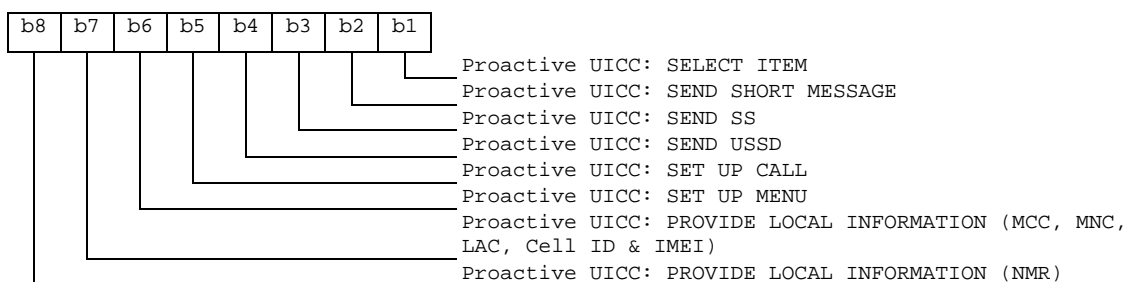 b8 b7 b6 b5 b4 b3 b2 b1
Proactive UICC: SELECT ITEM
Proactive UICC: SEND SHORT MESSAGE
Proactive UICC: SEND SS
Proactive UICC: SEND USSD
Proactive UICC: SET UP CALL
Proactive UICC: SET UP MENU
Proactive UICC: PROVIDE LOCAL INFORMATION (MCC, MNC,
LAC, Cell ID & IMEI)
Proactive UICC: PROVIDE LOCAL INFORMATION (NMR)